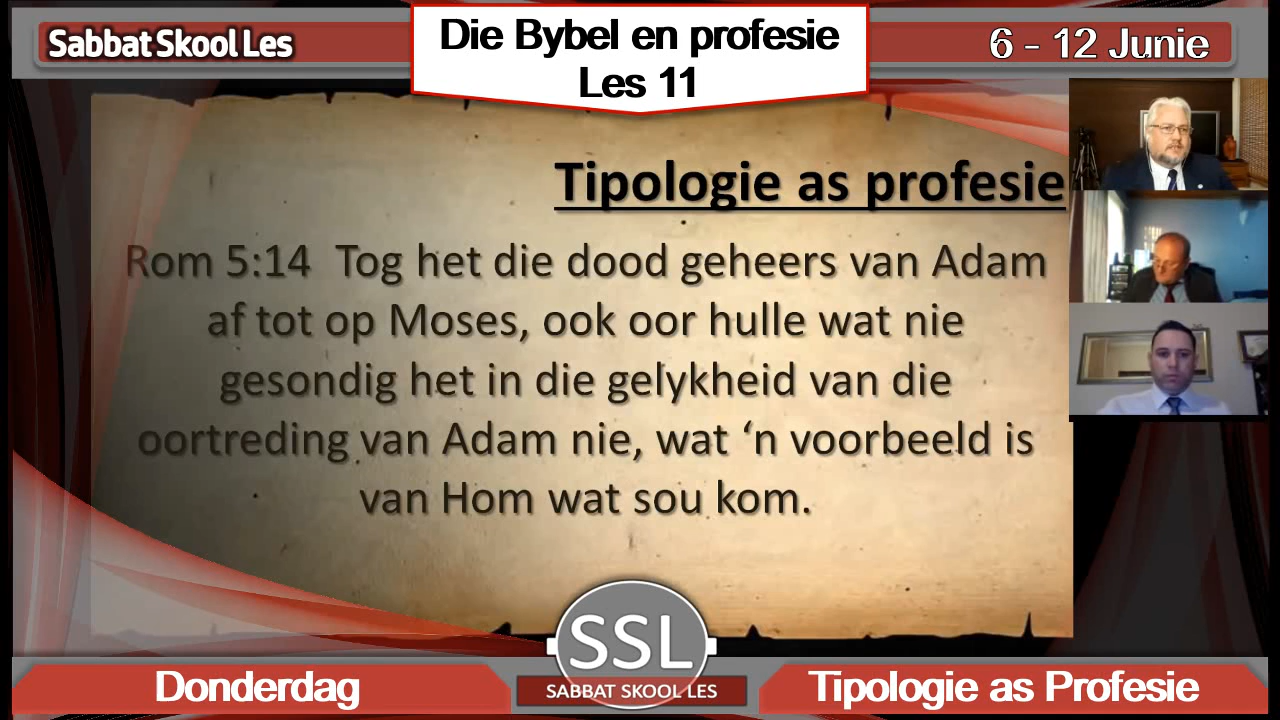 Sabbat Skool Les
Die Bybel en profesie
Les 11
6 - 12 Junie
Tipologie as profesie
Rom 5:14 Tog het die dood geheers van Adam
af tot op Moses, ook oor hulle wat nie
gesondig het in die gelykheid van die
oortreding van Adam nie, wat ‘n voorbeeld is
van Hom wat sou kom.
SSL
SABBAT SKOOL LES
Donderdag
Tipologie as Profesie